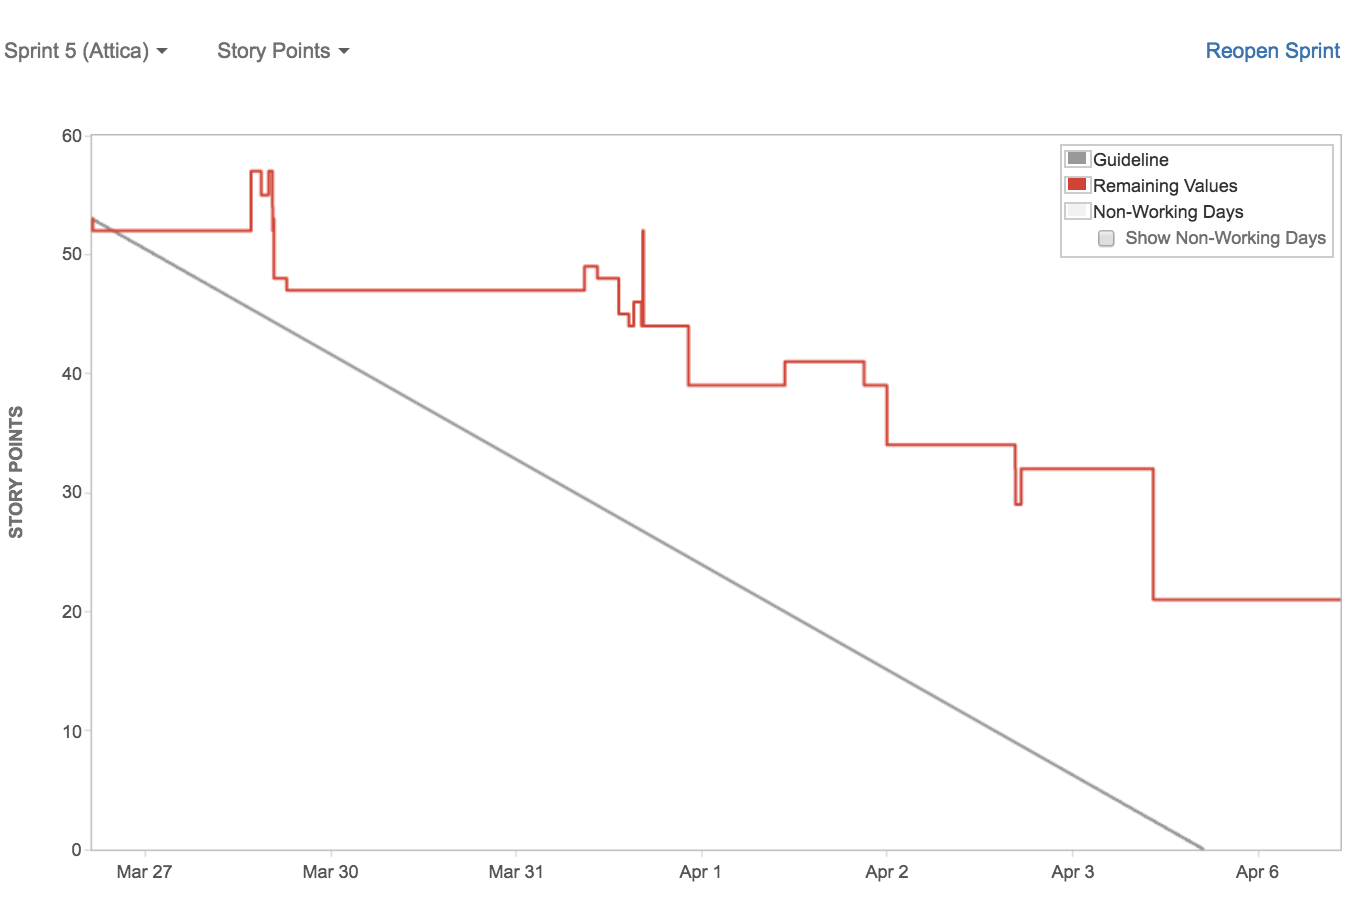 Sprint 5 (Attica) Story Points Reopen Sprint
60
Guideline
Remaining Values
Non-Working Days
Show Non-Working Days
50
40
30
20
10
0
STORY POINTS
Mar 27 Mar 30 Mar 31 Apr 1 Apr 2 Apr 3 Apr 6